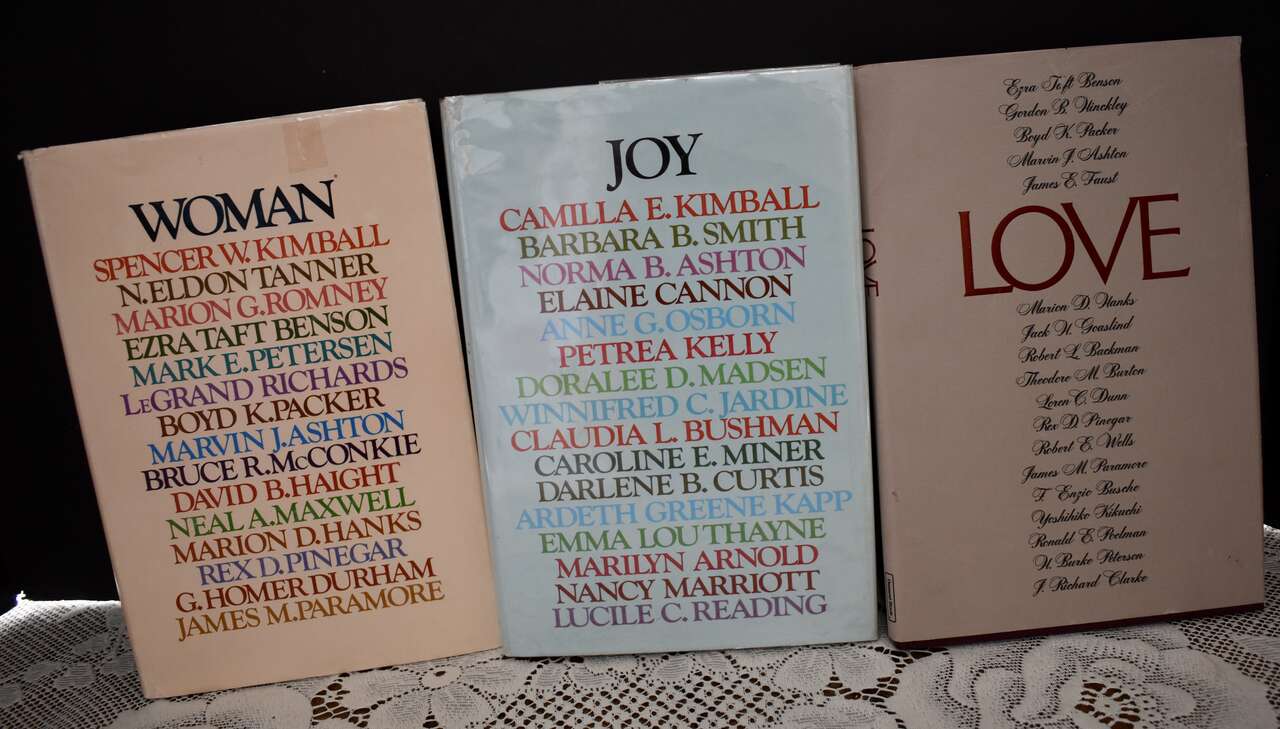 WOMAN
SPENCER W. KIMBALL
N. ELDON TANNER
MARION G. ROMNEY
EZRA TAFT BENSON
MARK E. PETERSEN
LeGRAND RICHARDS
BOYD K. PACKER
MARVIN J. ASHTON
BRUCE R. McCONKIE
DAVID B. HAIGHT
NEAL A. MAXWELL
MARION D. HANKS
REX D. PINEGAR
G. HOMER DURHAM
JAMES M. PARAMORE
JOY
CAMILLA E. KIMBALL
BARBARA B. SMITH
NORMA B. ASHTON
ELAINE CANNON
ANNE G. OSBORN
PETREA KELLY
DORALEE D. MADSEN
WINNIFRED C. JARDINE
CLAUDIA L. BUSHMAN
CAROLINE E. MINER
DARLENE B. CURTIS
ARDETH GREENE KAPP
EMMA LOU THAYNE
MARILYN ARNOLD
NANCY MARRIOTT
LUCILE C. READING
LOVE
Ezra Taft Benson
Gordon B. Hinckley
Boyd K. Packer
Marvin J. Ashton
James E. Faust
LOVE
Marion D. Hanks
Jack H. Goaslind
Robert L. Backman
Theodore M. Burton
Loren C. Dunn
Rex D. Pinegar
Robert E. Wells
James M. Paramore
F. Enzio Busche
Yoshihiko Kikuchi
Ronald E. Poelman
H. Burke Peterson
J. Richard Clarke